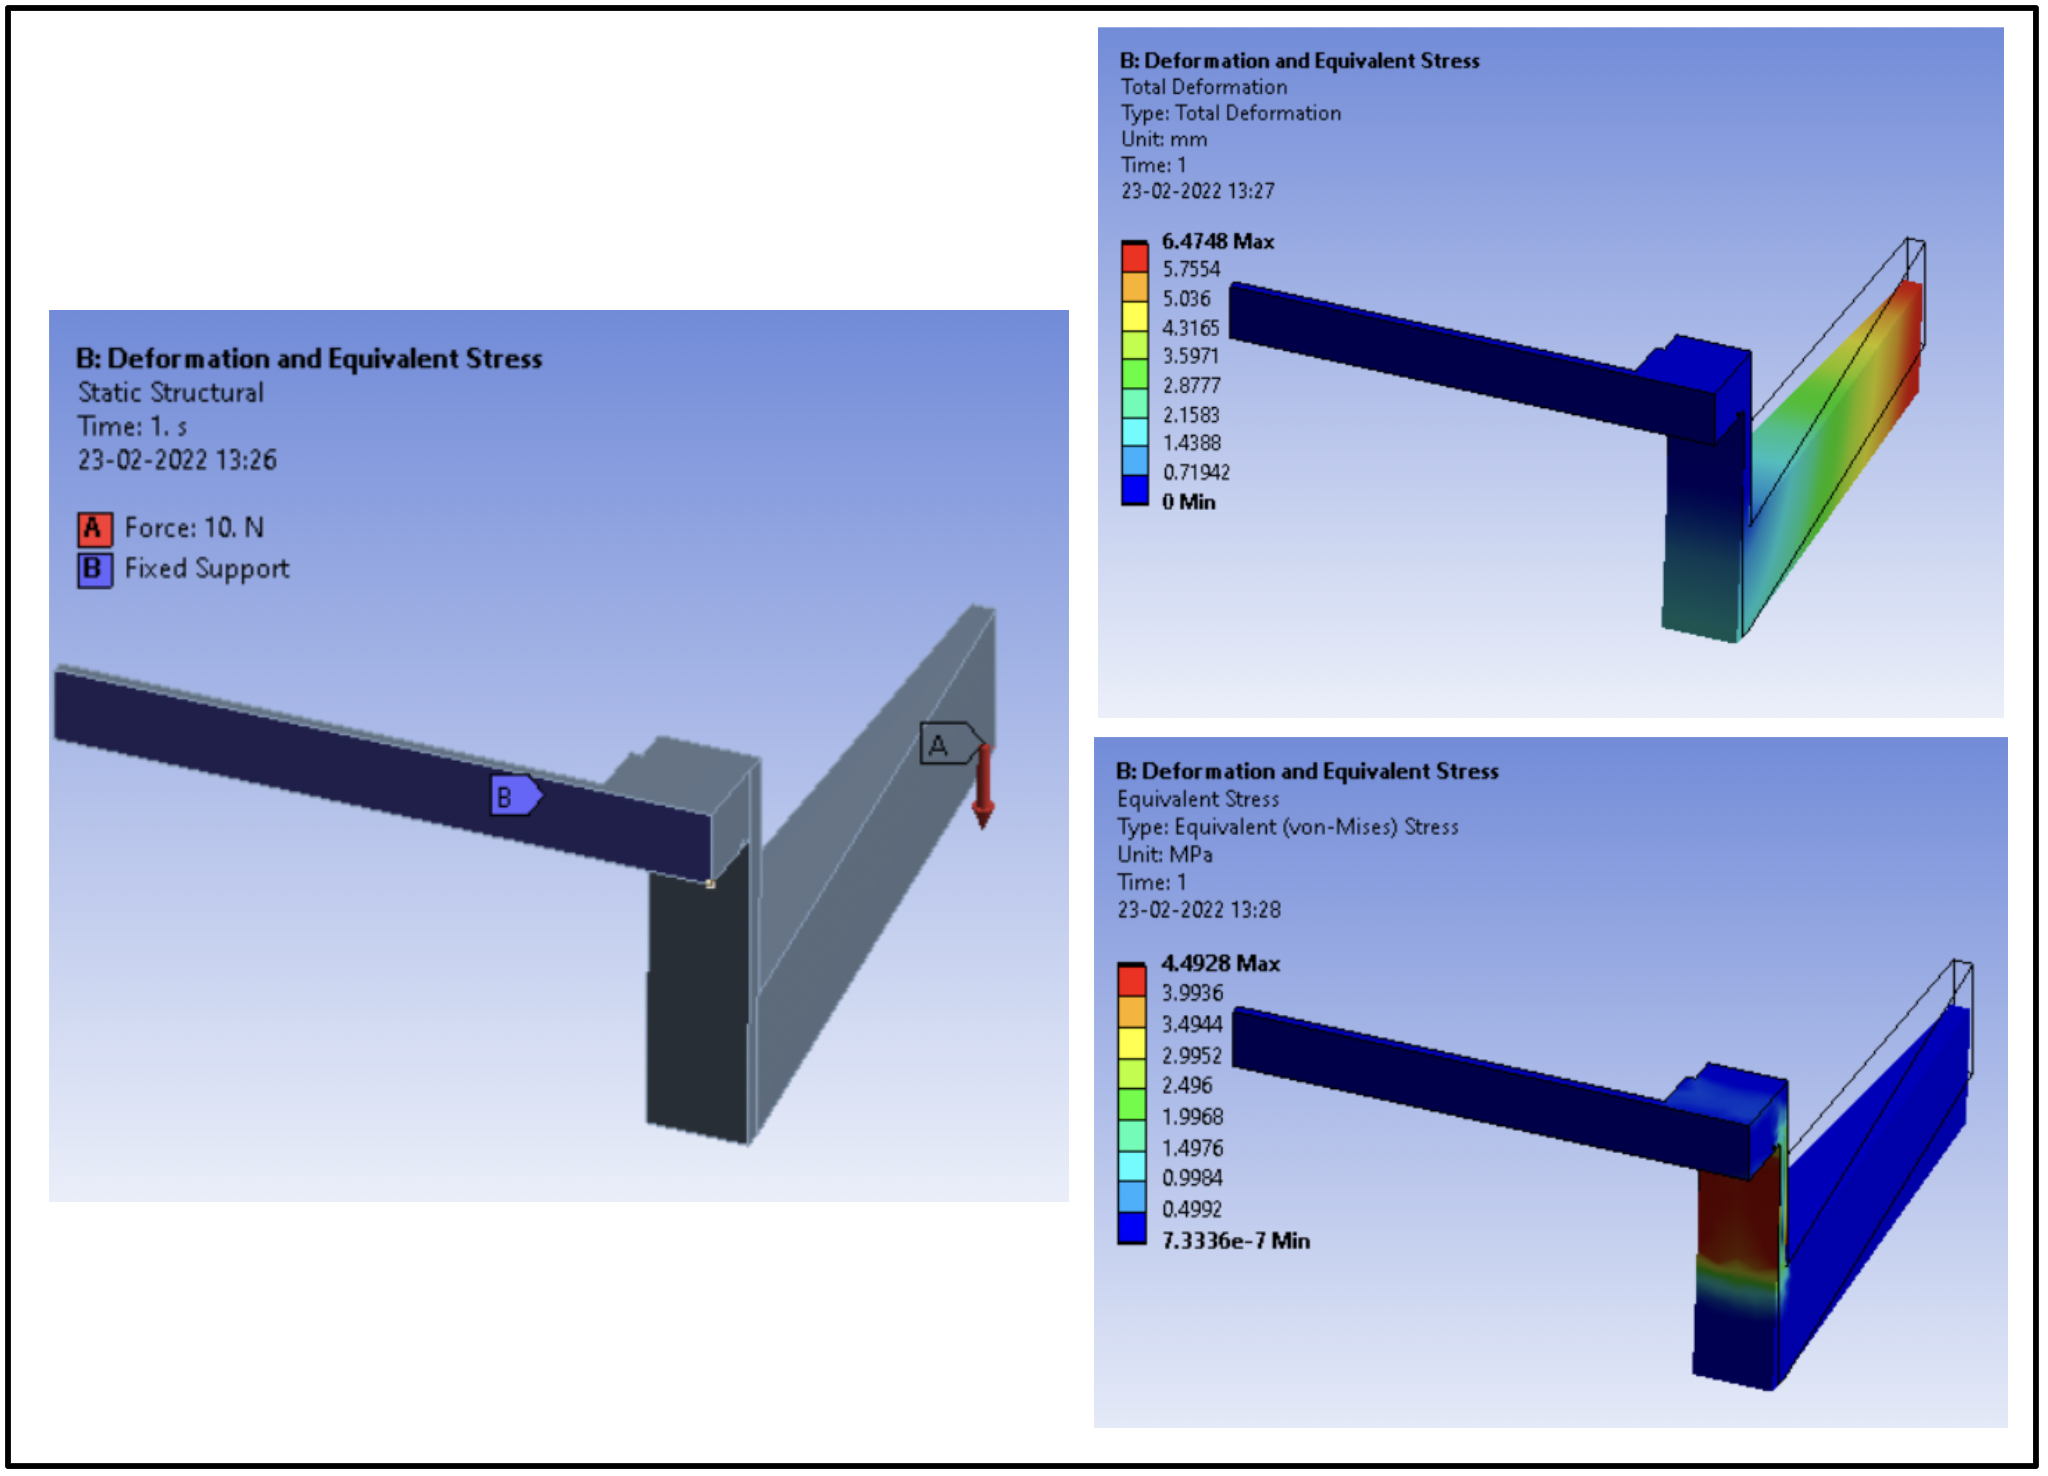 B: Deformation and Equivalent Stress
Static Structural
Time: 1. s
23-02-2022 13:26
A Force: 10. N
B Fixed Support
A
B
B: Deformation and Equivalent Stress
Total Deformation
Type: Total Deformation
Unit: mm
Time: 1
23-02-2022 13:27
6.4748 Max
5.7554
5.036
4.3165
3.5971
2.8777
2.1583
1.4388
0.71942
0 Min
B: Deformation and Equivalent Stress
Equivalent Stress
Type: Equivalent (von-Mises) Stress
Unit: MPa
Time: 1
23-02-2022 13:28
4.4928 Max
3.9936
3.4944
2.9952
2.496
1.9968
1.4976
0.9984
0.4992
7.3336e-7 Min